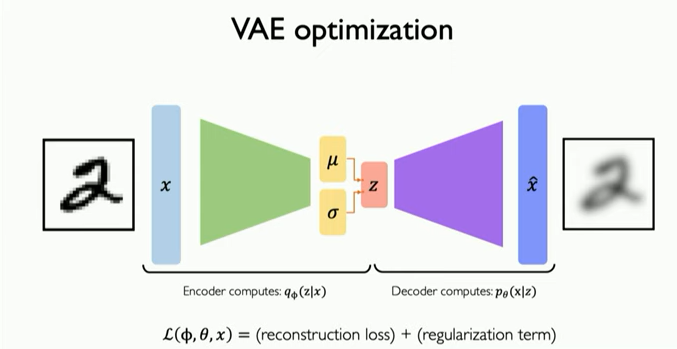 VAE optimization
x
μ
σ
z
x̂
Encoder computes: qϕ(z|x)
Decoder computes: pθ(x|z)
ℒ(ϕ, θ, x) = (reconstruction loss) + (regularization term)